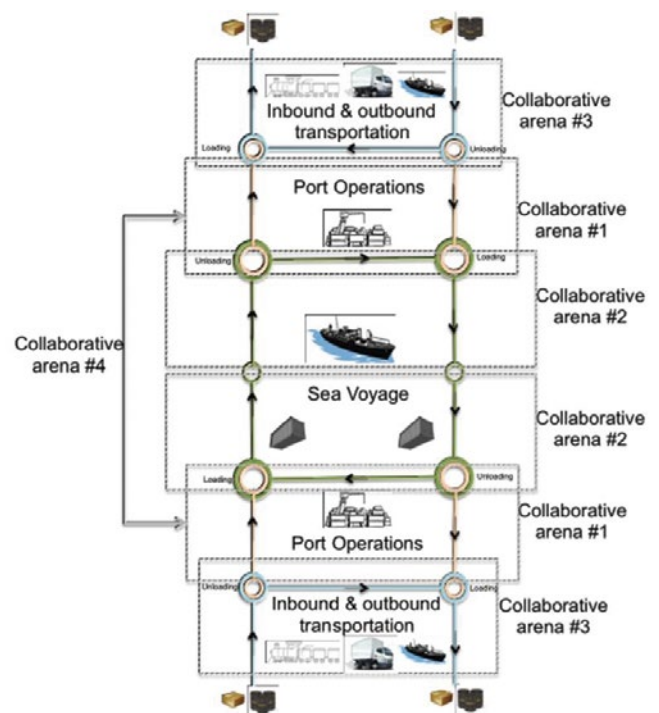 Inbound & outbound
transportation
Collaborative
arena #3
Loading
Unloading
Port Operations
Collaborative
arena #1
Unloading
Loading
Collaborative
arena #2
Collaborative
arena #4
Sea Voyage
Collaborative
arena #2
Loading
Unloading
Collaborative
arena #1
Port Operations
Unloading
Loading
Inbound & outbound
transportation
Collaborative
arena #3